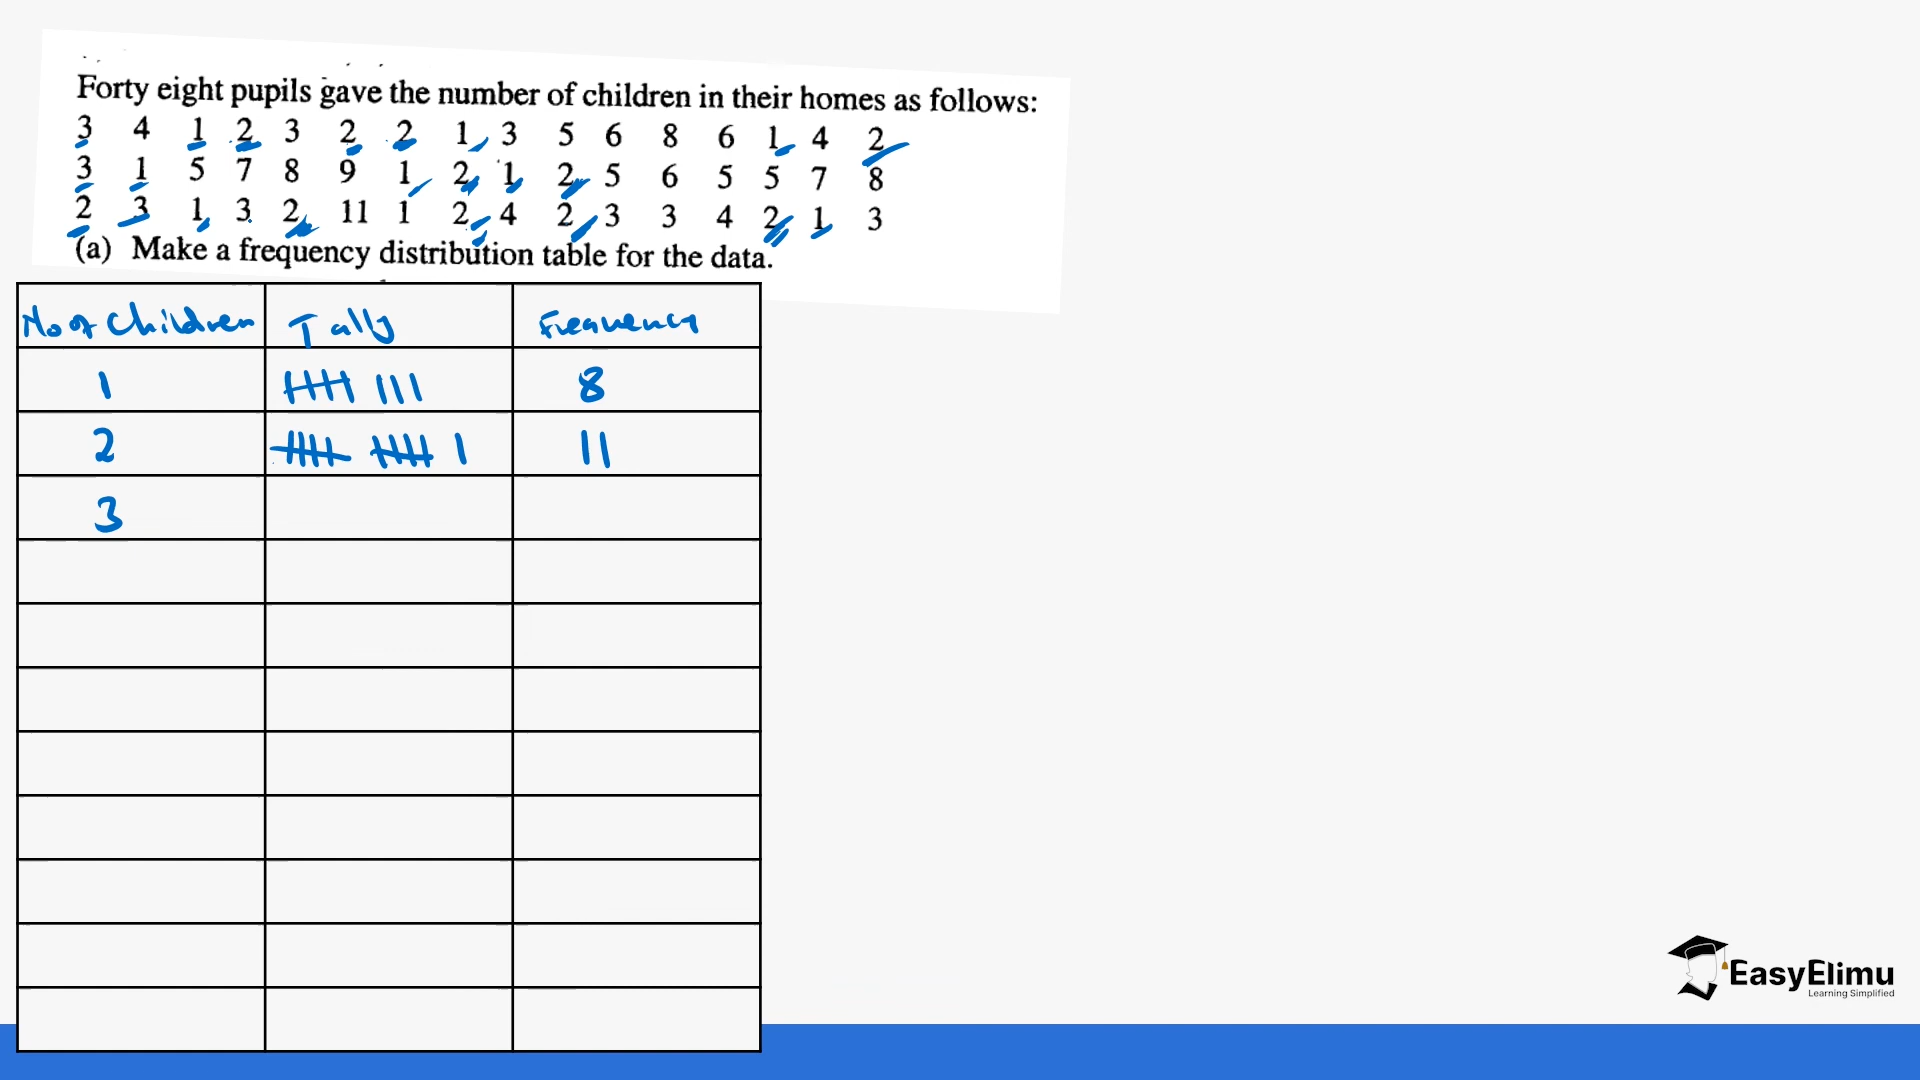 Forty eight pupils gave the number of children in their homes as follows:
3 4 1 2 3 2 2 1 3 5 6 8 6 1 4 2
3 1 5 7 8 9 1 2 1 2 5 6 5 5 7 8
2 3 1 3 2 11 1 2 4 2 3 3 4 2 1 3
(a) Make a frequency distribution table for the data.
No of Children Tally Frequency
1 8
2 11
3
EasyElimu
Learning Simplified